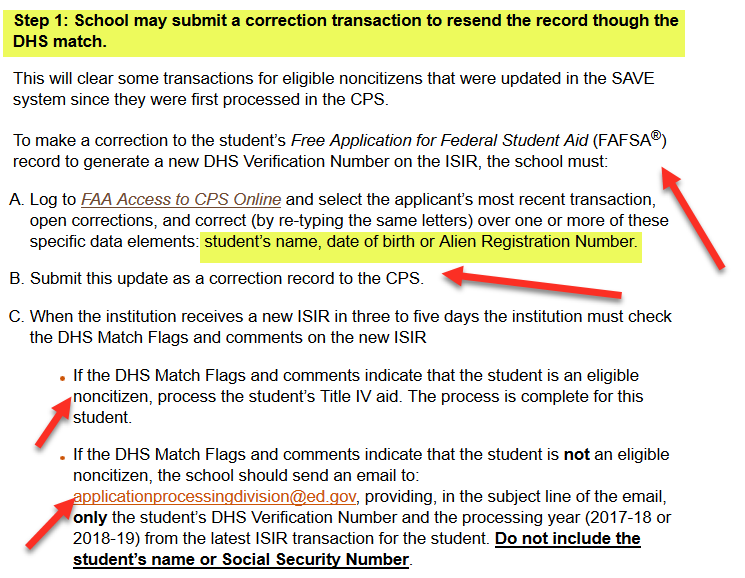 Step 1: School may submit a correction transaction to resend the record though the
DHS match.
This will clear some transactions for eligible noncitizens that were updated in the SAVE
system since they were first processed in the CPS.
To make a correction to the student’s Free Application for Federal Student Aid (FAFSA®)
record to generate a new DHS Verification Number on the ISIR, the school must:
A. Log to FAA Access to CPS Online and select the applicant’s most recent transaction,
open corrections, and correct (by re-typing the same letters) over one or more of these
specific data elements: student’s name, date of birth or Alien Registration Number.
B. Submit this update as a correction record to the CPS.
C. When the institution receives a new ISIR in three to five days the institution must check
the DHS Match Flags and comments on the new ISIR
• If the DHS Match Flags and comments indicate that the student is an eligible
noncitizen, process the student’s Title IV aid. The process is complete for this
student.
• If the DHS Match Flags and comments indicate that the student is not an eligible
noncitizen, the school should send an email to:
applicationprocessingdivision@ed.gov, providing, in the subject line of the email,
only the student’s DHS Verification Number and the processing year (2017-18 or
2018-19) from the latest ISIR transaction for the student. Do not include the
student’s name or Social Security Number.